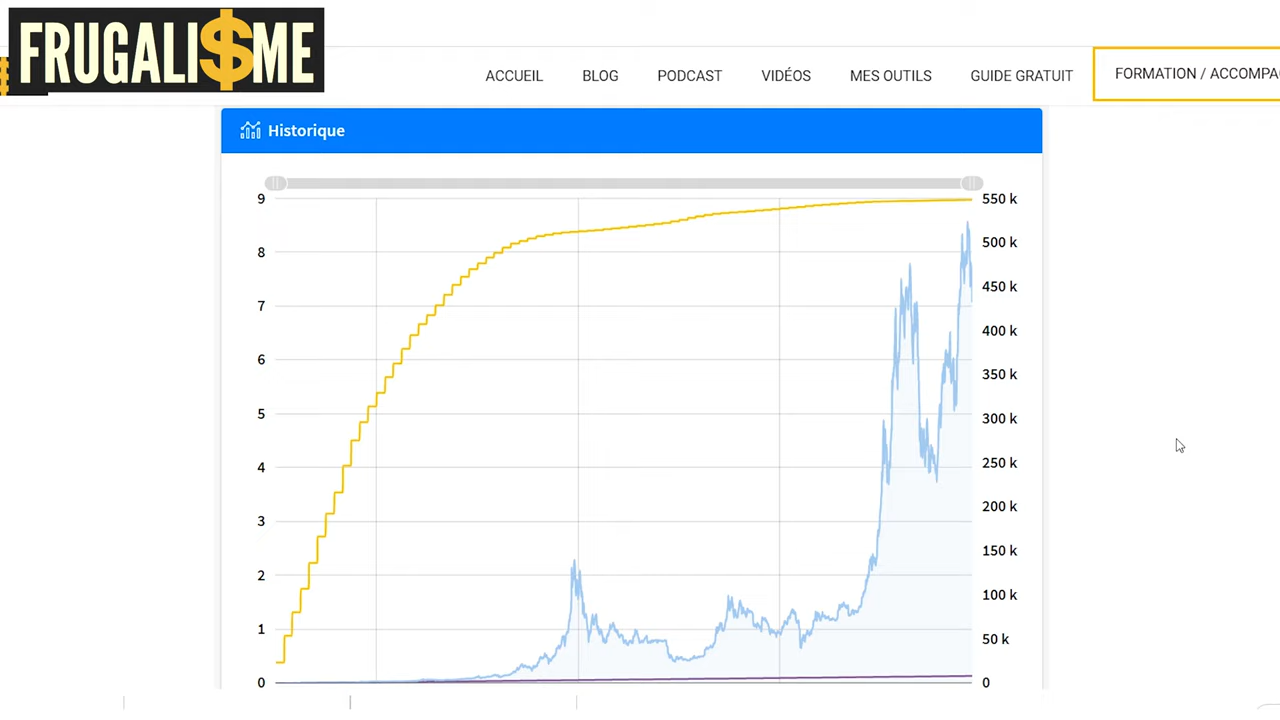 FRUGALI$ME
ACCUEIL BLOG PODCAST VIDÉOS MES OUTILS GUIDE GRATUIT FORMATION /
Historique
9 550 k
8 500 k
7 450 k
6 400 k
5 350 k
4 300 k
3 250 k
2 200 k
1 150 k
0 100 k
50 k
0